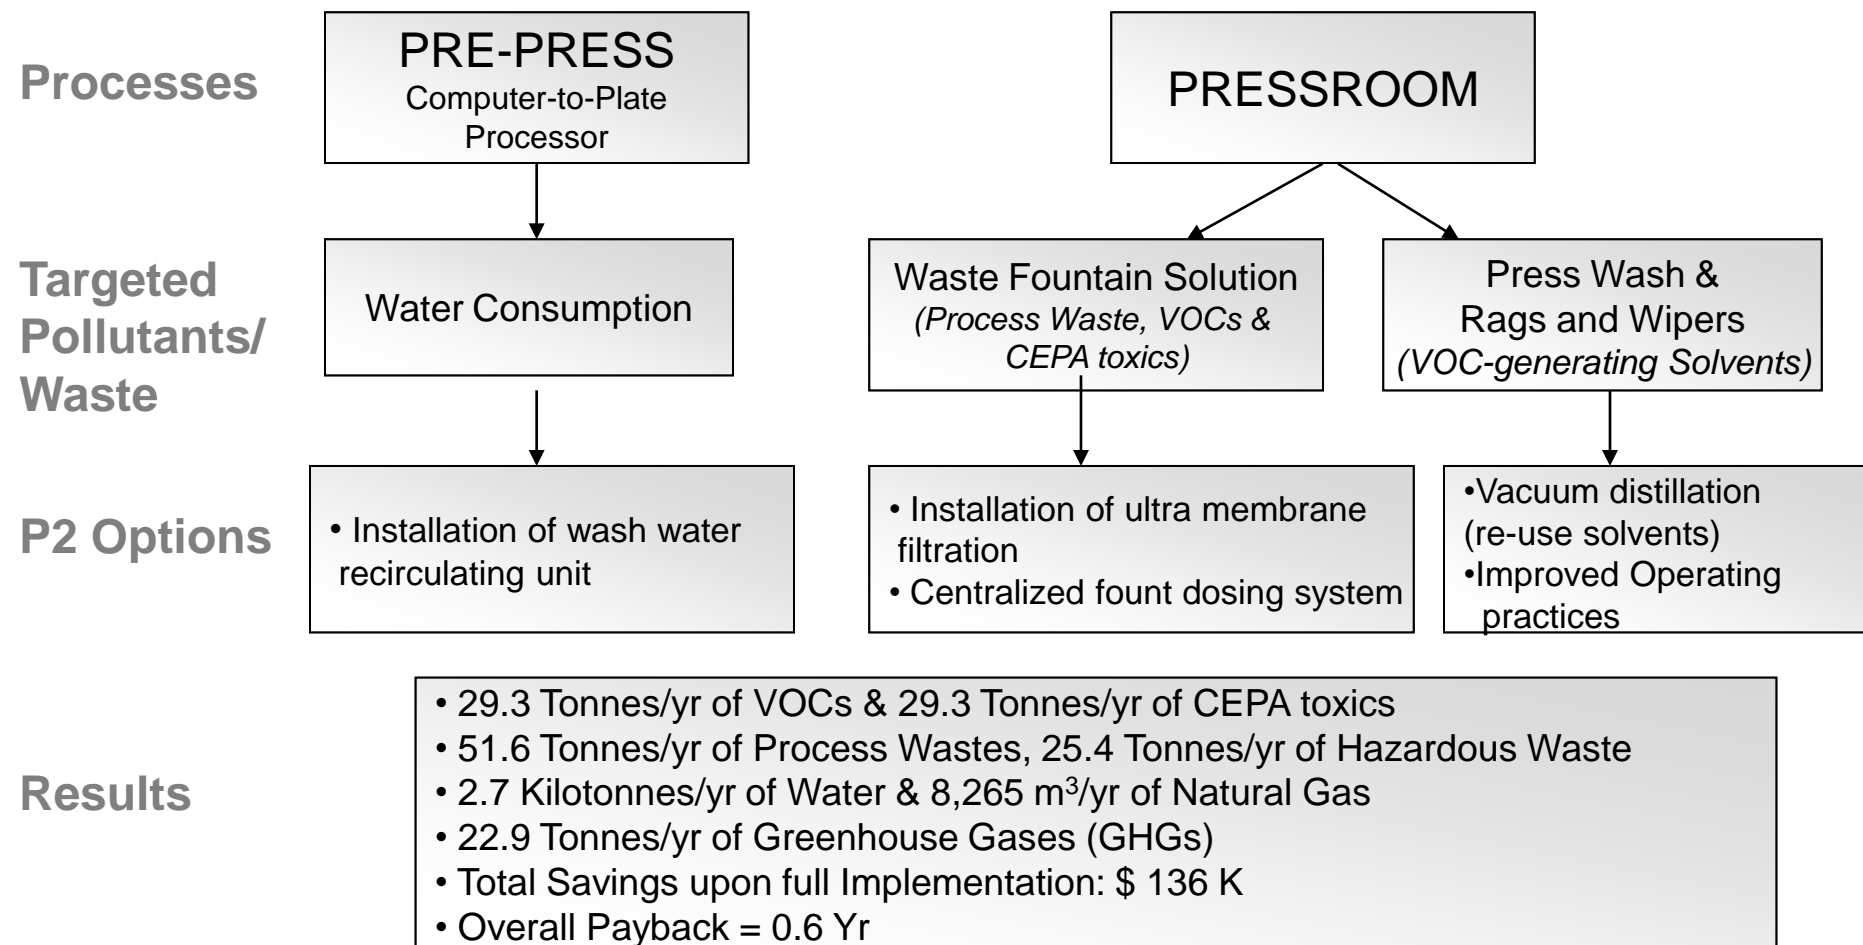 Processes
PRE-PRESS
Computer-to-Plate
Processor
PRESSROOM
Targeted
Pollutants/
Waste
Water Consumption
Waste Fountain Solution
(Process Waste, VOCs &
CEPA toxics)
Press Wash &
Rags and Wipers
(VOC-generating Solvents)
P2 Options
• Installation of wash water
recirculating unit
• Installation of ultra membrane
filtration
• Centralized fount dosing system
•Vacuum distillation
(re-use solvents)
•Improved Operating
practices
Results
• 29.3 Tonnes/yr of VOCs & 29.3 Tonnes/yr of CEPA toxics
• 51.6 Tonnes/yr of Process Wastes, 25.4 Tonnes/yr of Hazardous Waste
• 2.7 Kilotonnes/yr of Water & 8,265 m³/yr of Natural Gas
• 22.9 Tonnes/yr of Greenhouse Gases (GHGs)
• Total Savings upon full Implementation: $ 136 K
• Overall Payback = 0.6 Yr